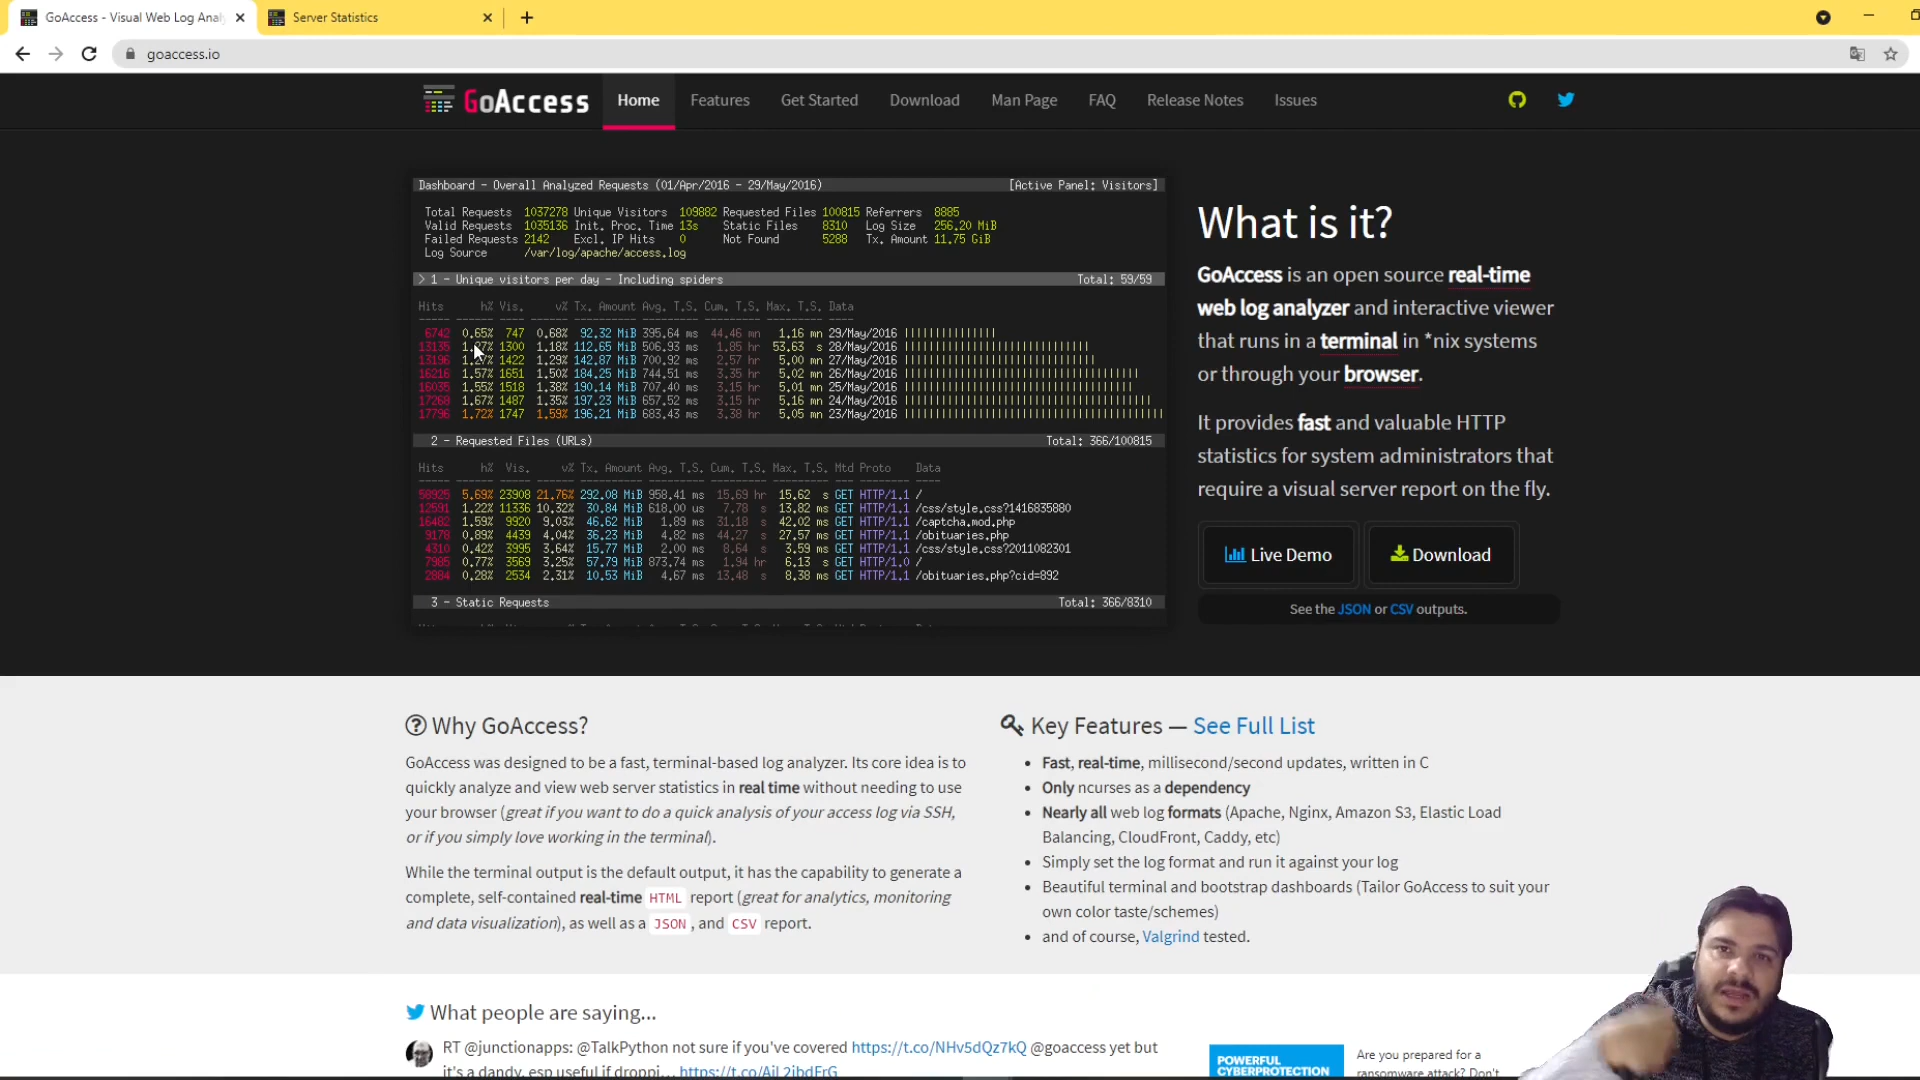 GoAccess - Visual Web Log Anal
Server Statistics
goaccess.io
GoAccess
Home
Features
Get Started
Download
Man Page
FAQ
Release Notes
Issues
Dashboard - Overall Analyzed Requests (01/Apr/2016 - 29/May/2016) [Active Panel: Visitors]
Total Requests 1037278 Unique Visitors 109882 Requested Files 100815 Referrers 8885
Valid Requests 1035136 Init. Proc. Time 13s Static Files 8310 Log Size 256.20 MiB
Failed Requests 2142 Excl. IP Hits 0 Not Found 5288 Tx. Amount 11.75 GiB
Log Source /var/log/apache/access.log
> 1 - Unique visitors per day - Including spiders Total: 59/59
Hits h% Vis. v% Tx. Amount Avg. T.S. Cum. T.S. Max. T.S. Data
6742 0.65% 747 0.68% 92.32 MiB 395.64 ms 44.46 mn 1.16 mn 29/May/2016
13135 1.27% 1300 1.18% 112.65 MiB 506.93 ms 1.85 hr 53.63 s 28/May/2016
13196 1.27% 1422 1.29% 142.87 MiB 700.92 ms 2.57 hr 5.00 mn 27/May/2016
16216 1.57% 1651 1.50% 184.25 MiB 744.51 ms 3.35 hr 5.02 mn 26/May/2016
16035 1.55% 1518 1.38% 190.14 MiB 707.40 ms 3.15 hr 5.01 mn 25/May/2016
17268 1.67% 1487 1.35% 197.23 MiB 657.52 ms 3.15 hr 5.16 mn 24/May/2016
17796 1.72% 1747 1.59% 196.21 MiB 683.43 ms 3.38 hr 5.05 mn 23/May/2016
2 - Requested Files (URLs) Total: 366/100815
Hits h% Vis. v% Tx. Amount Avg. T.S. Cum. T.S. Max. T.S. Mtd Proto Data
58925 5.69% 23908 21.76% 292.08 MiB 958.41 ms 15.69 hr 15.62 s GET HTTP/1.1 /
12591 1.22% 11336 10.32% 30.84 MiB 618.00 us 7.78 s 13.82 ms GET HTTP/1.1 /css/style.css?1416835880
16482 1.59% 9920 9.03% 46.62 MiB 1.89 ms 31.18 s 42.02 ms GET HTTP/1.1 /captcha.mod.php
9178 0.89% 4439 4.04% 36.23 MiB 4.82 ms 44.27 s 27.57 ms GET HTTP/1.1 /obituaries.php
4310 0.42% 3995 3.64% 15.77 MiB 2.00 ms 8.64 s 3.59 ms GET HTTP/1.1 /css/style.css?2011082301
7985 0.77% 3569 3.25% 57.79 MiB 873.74 ms 1.94 hr 6.13 s GET HTTP/1.0 /
2884 0.28% 2534 2.31% 10.53 MiB 4.67 ms 13.48 s 8.38 ms GET HTTP/1.1 /obituaries.php?cid=892
3 - Static Requests Total: 366/8310
What is it?
GoAccess is an open source real-time
web log analyzer and interactive viewer
that runs in a terminal in *nix systems
or through your browser.
It provides fast and valuable HTTP
statistics for system administrators that
require a visual server report on the fly.
Live Demo
Download
See the JSON or CSV outputs.
Why GoAccess?
GoAccess was designed to be a fast, terminal-based log analyzer. Its core idea is to
quickly analyze and view web server statistics in real time without needing to use
your browser (great if you want to do a quick analysis of your access log via SSH,
or if you simply love working in the terminal).
While the terminal output is the default output, it has the capability to generate a
complete, self-contained real-time HTML report (great for analytics, monitoring
and data visualization), as well as a JSON, and CSV report.
Key Features — See Full List
• Fast, real-time, millisecond/second updates, written in C
• Only ncurses as a dependency
• Nearly all web log formats (Apache, Nginx, Amazon S3, Elastic Load
Balancing, CloudFront, Caddy, etc)
• Simply set the log format and run it against your log
• Beautiful terminal and bootstrap dashboards (Tailor GoAccess to suit your
own color taste/schemes)
• and of course, Valgrind tested.
What people are saying...
RT @junctionapps: @TalkPython not sure if you've covered https://t.co/NHv5dQz7kQ @goaccess yet but
it's a dandy, esp useful if droppi…
POWERFUL
CYBERPROTECTION
Are you prepared for a
ransomware attack? Don't